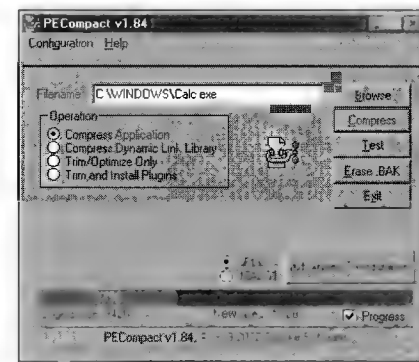 PECompact v1.84
Configuration Help
Filename C:\WINDOWS\Calc exe
Browse
Operation
Compress Application
Compress
Compress Dynamic Link Library
Test
Trim/Optimize Only
Erase .BAK
Trim and Install Plugins
Exit
New
Progress
PECompact v1.84,